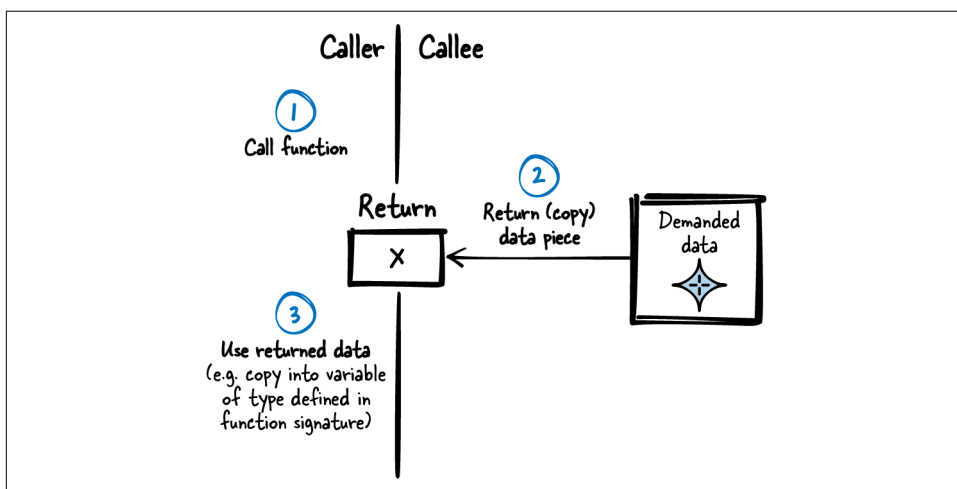 Caller
Callee
1
Call function
2
Return (copy)
data piece
Return
X
Demanded
data
3
Use returned data
(e.g. copy into variable
of type defined in
function signature)